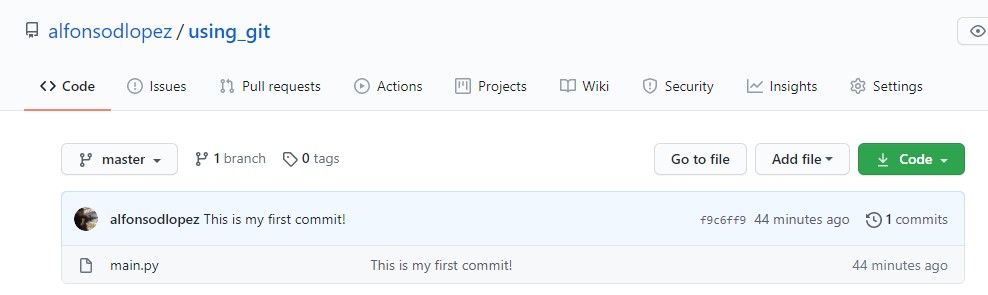 alfonsodlopez / using_git
Code Issues Pull requests Actions Projects Wiki Security Insights Settings
master 1 branch 0 tags Go to file Add file Code
alfonsodlopez This is my first commit! f9c6ff9 44 minutes ago 1 commits
main.py This is my first commit! 44 minutes ago